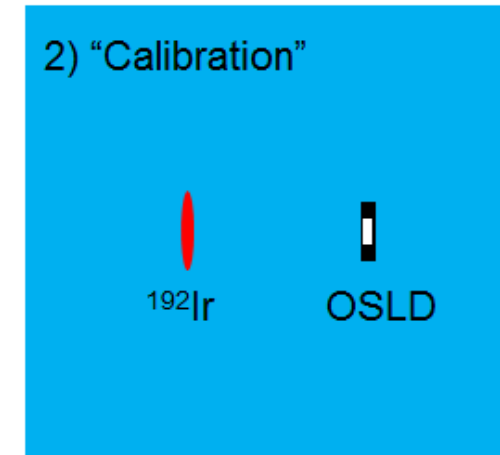 2) “Calibration”
¹⁹²Ir
OSLD